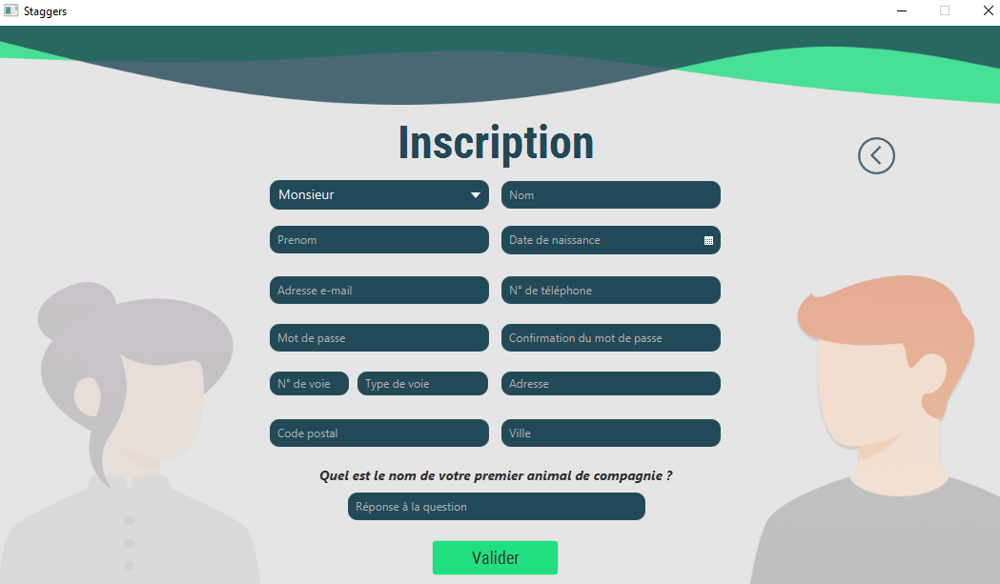 Staggers
Inscription
Monsieur
Nom
Prenom
Date de naissance
Adresse e-mail
N° de téléphone
Mot de passe
Confirmation du mot de passe
N° de voie
Type de voie
Adresse
Code postal
Ville
Quel est le nom de votre premier animal de compagnie ?
Réponse à la question
Valider